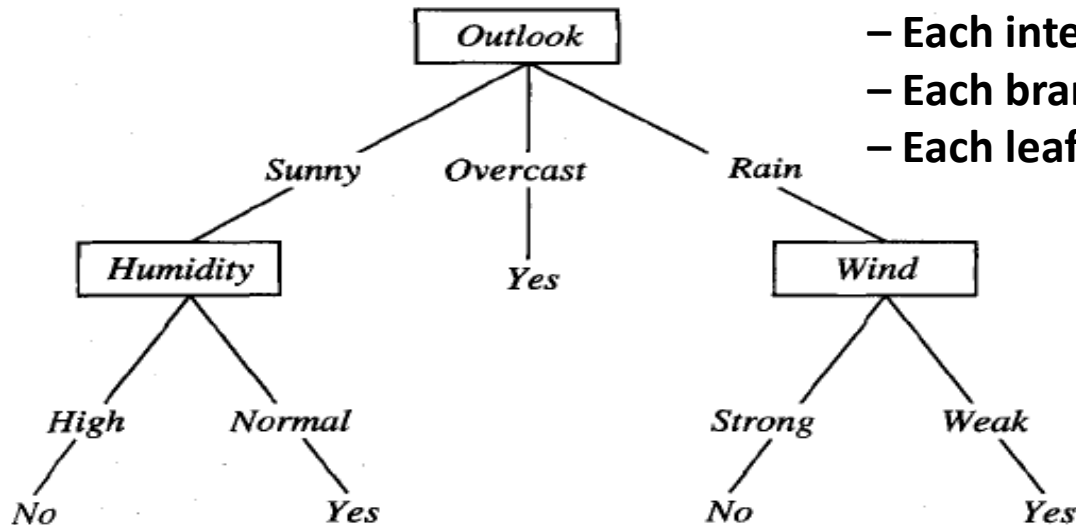 Outlook
– Each inte
– Each bran
– Each leaf
Sunny Overcast Rain
Humidity Yes Wind
High Normal Strong Weak
No Yes No Yes